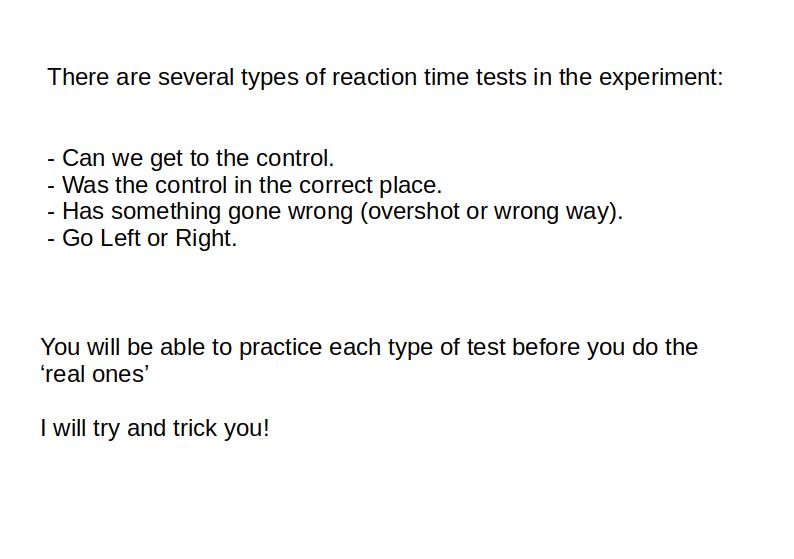 There are several types of reaction time tests in the experiment:
- Can we get to the control.
- Was the control in the correct place.
- Has something gone wrong (overshot or wrong way).
- Go Left or Right.
You will be able to practice each type of test before you do the
‘real ones’
I will try and trick you!